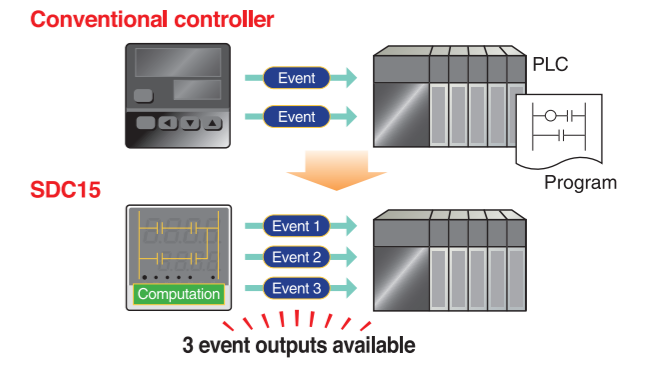 Conventional controller
Event
PLC
Event
Program
SDC15
Event 1
Event 2
Computation
Event 3
3 event outputs available